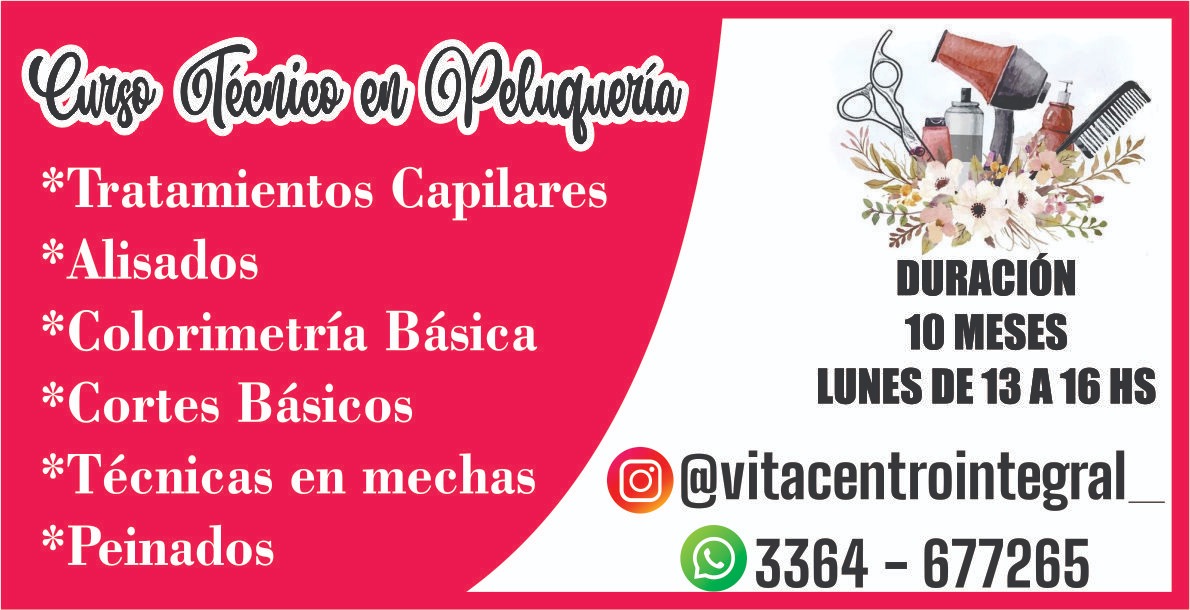 Curso Técnico en Peluquería
*Tratamientos Capilares
*Alisados
*Colorimetría Básica
*Cortes Básicos
*Técnicas en mechas
*Peinados
DURACIÓN
10 MESES
LUNES DE 13 A 16 HS
@vitacentrointegral__
3364 - 677265